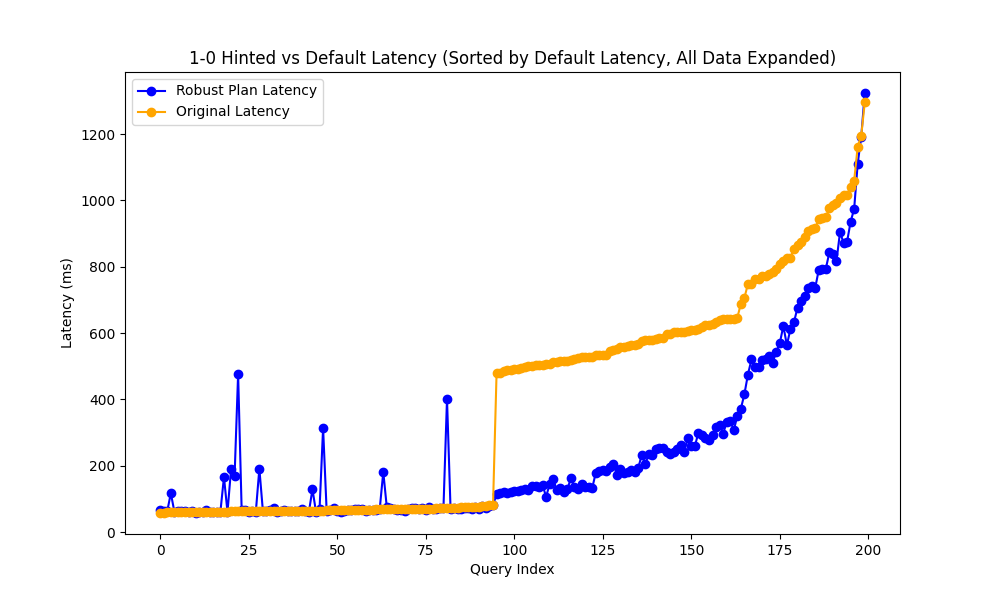 1-0 Hinted vs Default Latency (Sorted by Default Latency, All Data Expanded)
Robust Plan Latency
Original Latency
Latency (ms)
1200
1000
800
600
400
200
0
0 25 50 75 100 125 150 175 200
Query Index